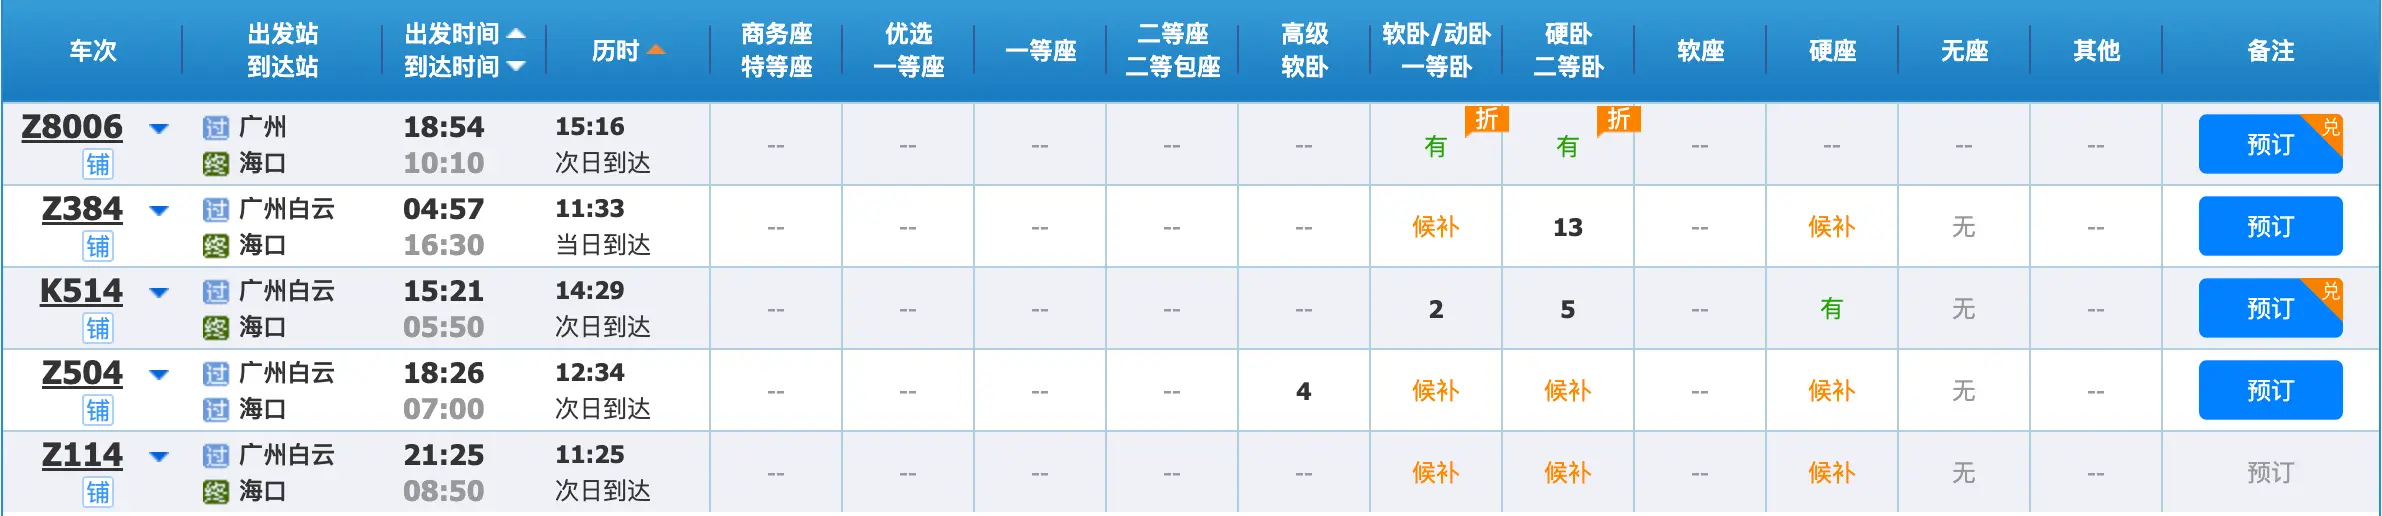 车次
出发站
到达站
出发时间
到达时间
历时
商务座
特等座
优选
一等座
一等座
二等座
二等包座
高级
软卧
软卧/动卧
一等卧
硬卧
二等卧
软座
硬座
无座
其他
备注
Z8006
铺
过 广州
终 海口
18:54
10:10
15:16
次日到达
--
--
--
--
--
有
折
有
折
--
--
--
--
预订
兑
Z384
铺
过 广州白云
终 海口
04:57
16:30
11:33
当日到达
--
--
--
--
--
候补
13
--
候补
无
--
预订
K514
铺
过 广州白云
终 海口
15:21
05:50
14:29
次日到达
--
--
--
--
--
2
5
--
有
无
--
预订
兑
Z504
铺
过 广州白云
过 海口
18:26
07:00
12:34
次日到达
--
--
--
--
4
候补
候补
--
候补
无
--
预订
Z114
铺
过 广州白云
终 海口
21:25
08:50
11:25
次日到达
--
--
--
--
--
候补
候补
--
候补
无
--
预订